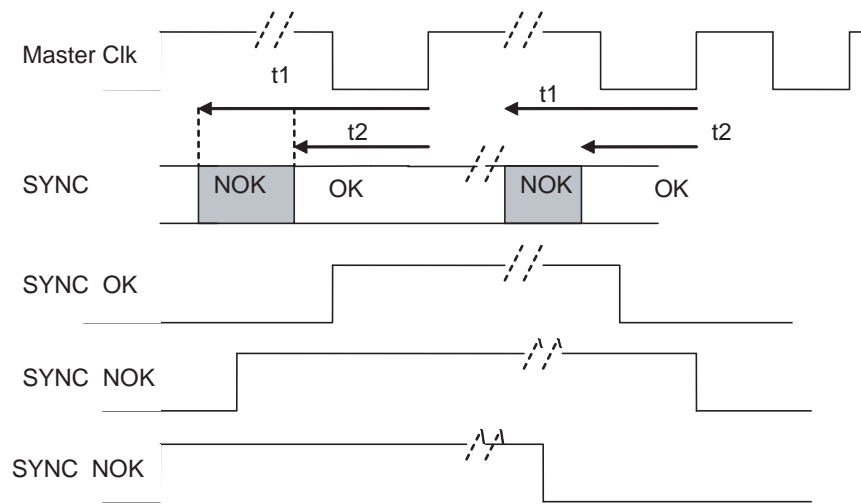 Master Clk
t1
t1
t2
t2
SYNC
NOK
OK
NOK
OK
SYNC OK
SYNC NOK
SYNC NOK